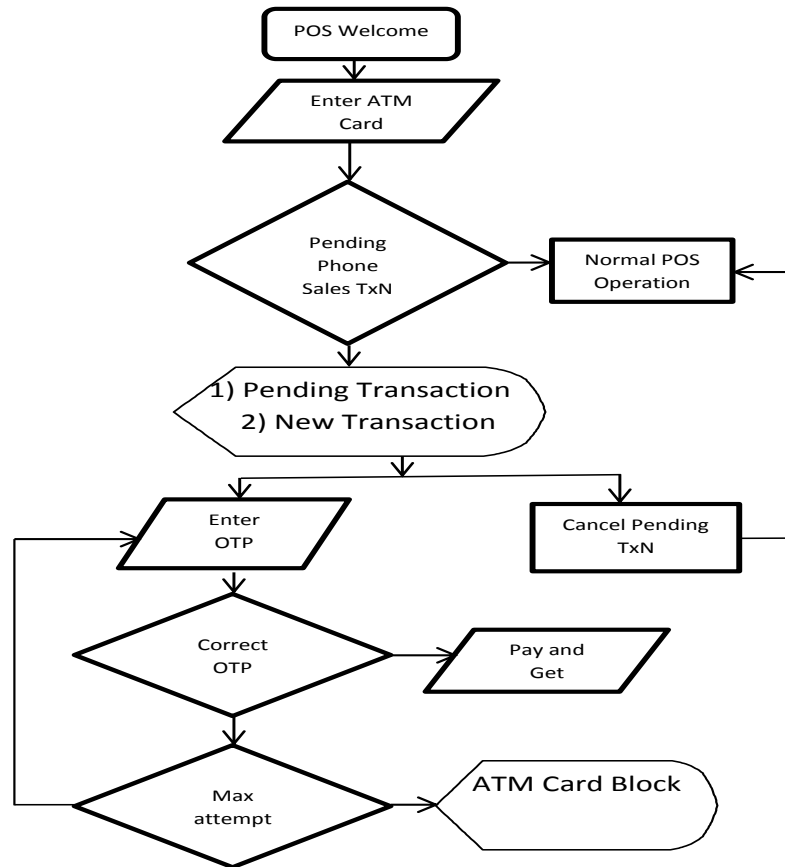 POS Welcome
Enter ATM
Card
Pending
Phone
Sales TxN
Normal POS
Operation
1) Pending Transaction
2) New Transaction
Enter
OTP
Cancel Pending
TxN
Correct
OTP
Pay and
Get
Max
attempt
ATM Card Block